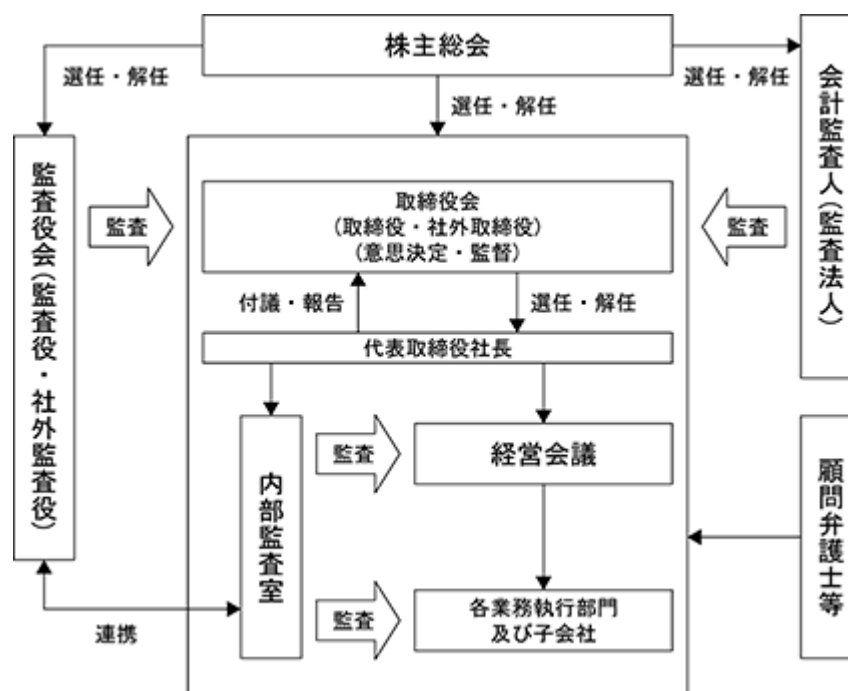 株主総会
選任・解任
選任・解任
選任・解任
会計監査人(監査法人)
監査役会(監査役・社外監査役)
監査
取締役会
(取締役・社外取締役)
(意思決定・監督)
監査
付議・報告
選任・解任
代表取締役社長
内部監査室
監査
経営会議
顧問弁護士等
監査
各業務執行部門
及び子会社
連携